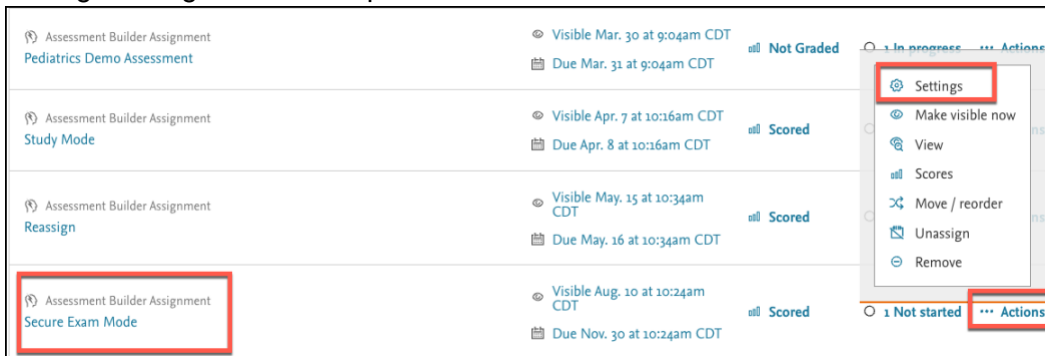 Assessment Builder Assignment
Pediatrics Demo Assessment
Visible Mar. 30 at 9:04am CDT
Due Mar. 31 at 9:04am CDT
Not Graded
1 In progress
Actions
Settings
Make visible now
View
Scores
Move / reorder
Unassign
Remove
Assessment Builder Assignment
Study Mode
Visible Apr. 7 at 10:16am CDT
Due Apr. 8 at 10:16am CDT
Scored
Assessment Builder Assignment
Reassign
Visible May. 15 at 10:34am
CDT
Due May. 16 at 10:34am CDT
Scored
Assessment Builder Assignment
Secure Exam Mode
Visible Aug. 10 at 10:24am
CDT
Due Nov. 30 at 10:24am CDT
Scored
1 Not started
Actions